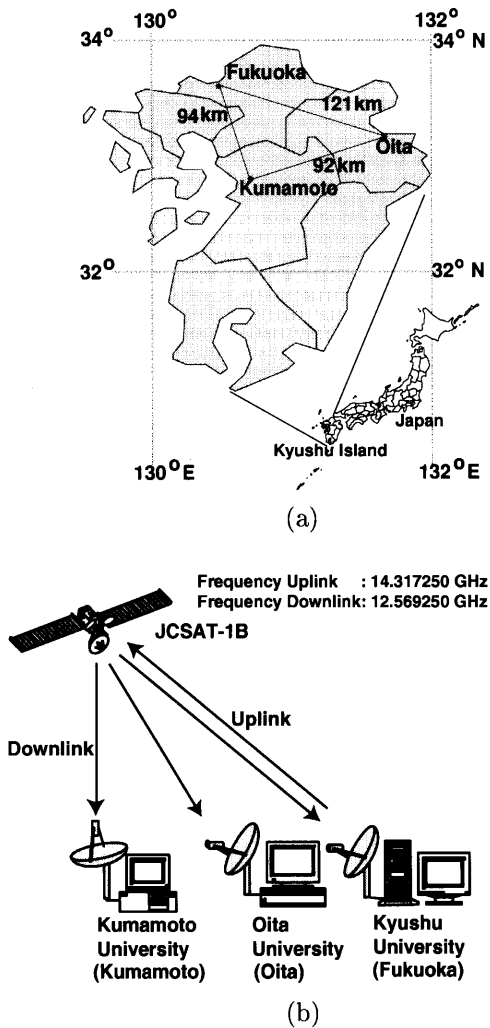 130° 132°
34° 34° N
Fukuoka
121 km
94 km
Oita
92km
Kumamoto
32° 32° N
Japan
Kyushu Island
130°E 132°E
(a)
Frequency Uplink : 14.317250 GHz
Frequency Downlink: 12.569250 GHz
JCSAT-1B
Uplink
Downlink
Kumamoto University (Kumamoto)
Oita University (Oita)
Kyushu University (Fukuoka)
(b)